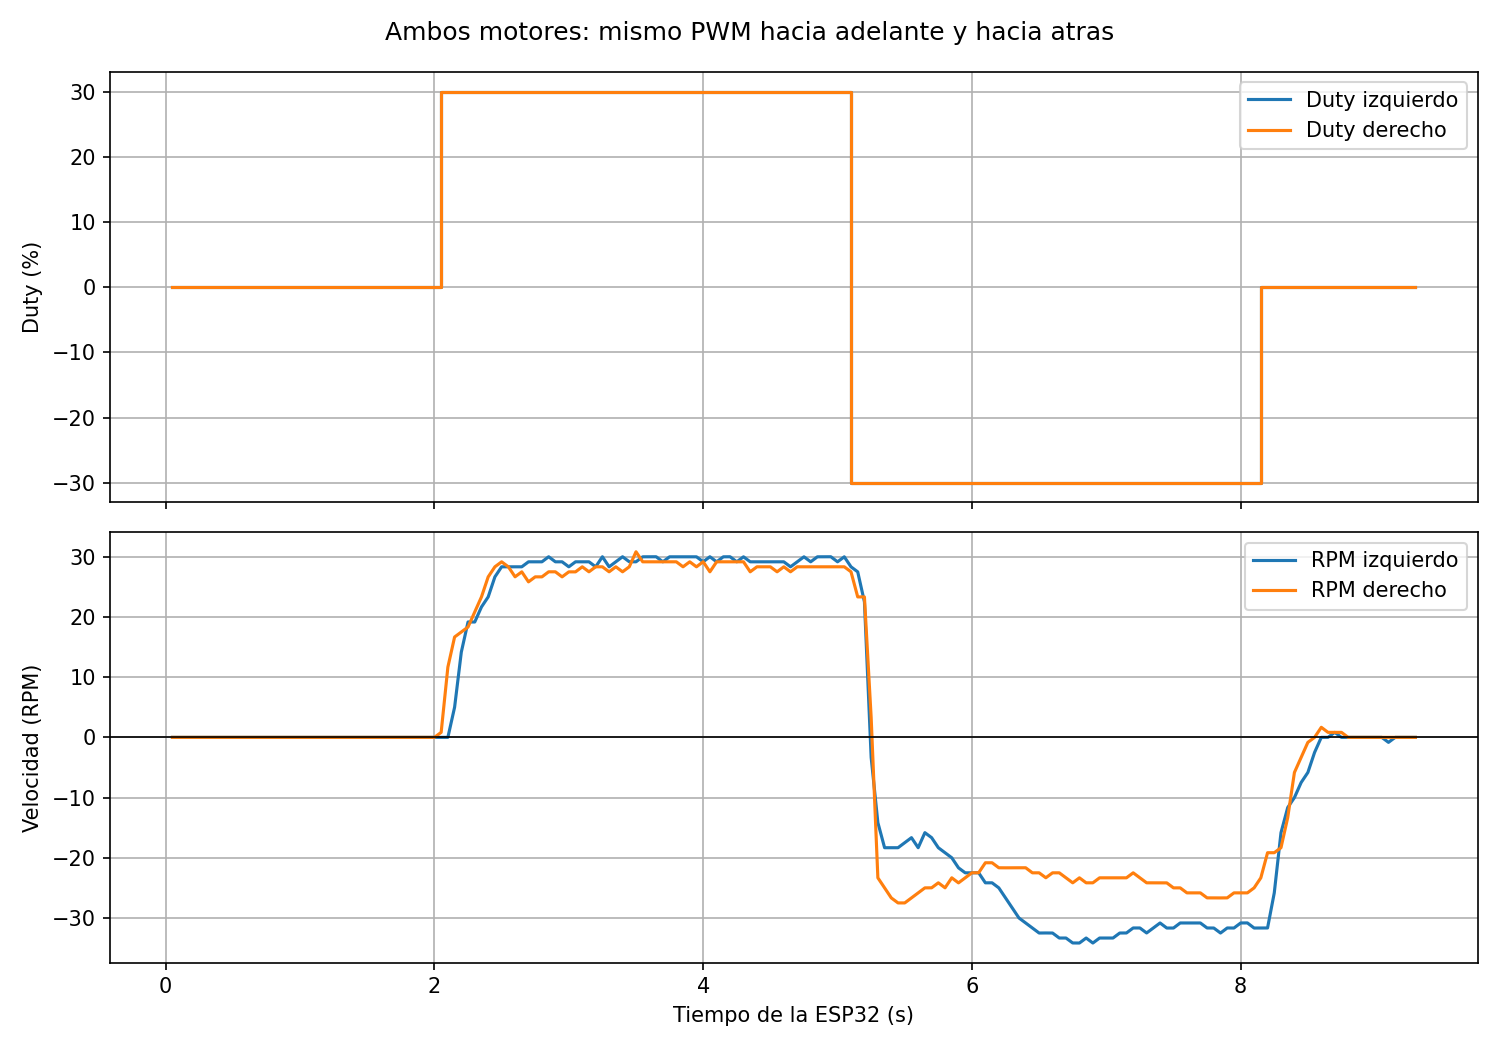 Ambos motores: mismo PWM hacia adelante y hacia atras
30
20
10
0
−10
−20
−30
Duty (%)
Duty izquierdo
Duty derecho
30
20
10
0
−10
−20
−30
Velocidad (RPM)
RPM izquierdo
RPM derecho
0 2 4 6 8
Tiempo de la ESP32 (s)